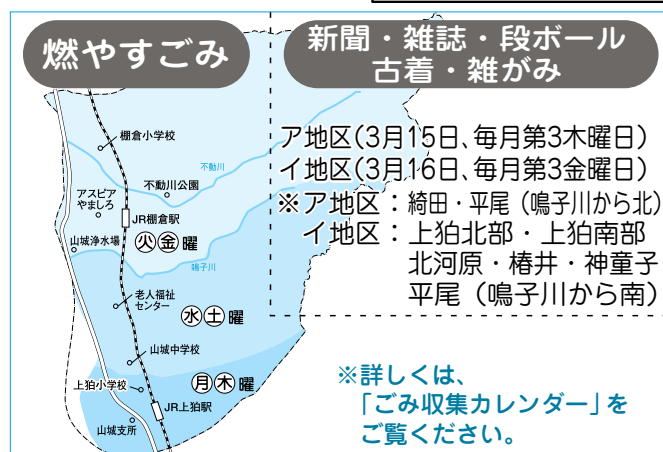 燃やすごみ
新聞・雑誌・段ボール
古着・雑がみ
ア地区(3月15日、毎月第3木曜日)
イ地区(3月16日、毎月第3金曜日)
※ア地区：綺田・平尾（鳴子川から北)
イ地区：上狛北部・上狛南部
北河原・椿井・神童子
平尾（鳴子川から南)
棚倉小学校
不動川
アスピア
やましろ
不動川公園
JR棚倉駅
山城浄水場
火金曜
鳴子川
老人福祉
センター
水土曜
山城中学校
上狛小学校
月木曜
JR上狛駅
山城支所
※詳しくは、
「ごみ収集カレンダー」を
ご覧ください。